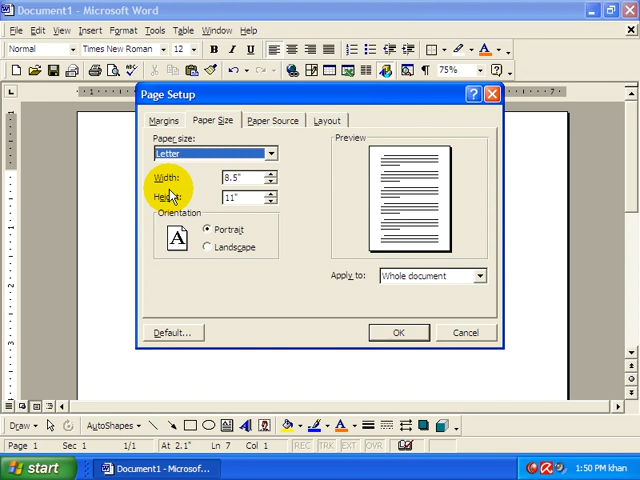 Document1 - Microsoft Word
File Edit View Insert Format Tools Table Window Help
Normal Times New Roman 12 B I U
75%
Page Setup
Margins Paper Size Paper Source Layout
Paper size: Preview
Letter
Width: 8.5"
Height: 11"
Orientation
A Portrait
Landscape
Apply to: Whole document
Default... OK Cancel
Draw AutoShapes
Page 1 Sec 1 1/1 At 2.1" Ln 7 Col 1 REC TRK EXT OVR
start Document1 - Microsof... 1:50 PM khan